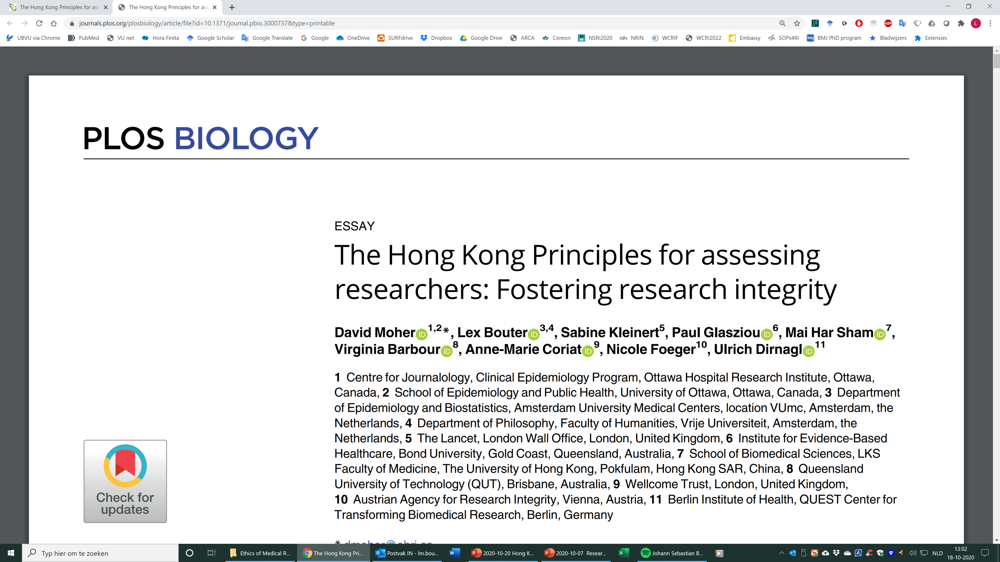 The Hong Kong Principles for ass
The Hong Kong Principles for ass
journals.plos.org/plosbiology/article/file?id=10.1371/journal.pbio.3000737&type=printable
ABP
L
UBVU via Chrome PubMed VU net Hora Finita Google Scholar Google Translate Google OneDrive SURFdrive Dropbox Google Drive ARCA Coreon NSRI2020 NRIN WCRIF WCRI2022 Embassy SOPs4RI BMJ PhD program Bladwijzers Extensies
PLOS BIOLOGY
ESSAY
The Hong Kong Principles for assessing
researchers: Fostering research integrity
David Moher iD 1,2*, Lex Bouter iD 3,4, Sabine Kleinert5, Paul Glasziou iD 6, Mai Har Sham iD 7,
Virginia Barbour iD 8, Anne-Marie Coriat iD 9, Nicole Foeger10, Ulrich Dirnagl iD 11
1 Centre for Journalology, Clinical Epidemiology Program, Ottawa Hospital Research Institute, Ottawa,
Canada, 2 School of Epidemiology and Public Health, University of Ottawa, Ottawa, Canada, 3 Department
of Epidemiology and Biostatistics, Amsterdam University Medical Centers, location VUmc, Amsterdam, the
Netherlands, 4 Department of Philosophy, Faculty of Humanities, Vrije Universiteit, Amsterdam, the
Netherlands, 5 The Lancet, London Wall Office, London, United Kingdom, 6 Institute for Evidence-Based
Healthcare, Bond University, Gold Coast, Queensland, Australia, 7 School of Biomedical Sciences, LKS
Faculty of Medicine, The University of Hong Kong, Pokfulam, Hong Kong SAR, China, 8 Queensland
University of Technology (QUT), Brisbane, Australia, 9 Wellcome Trust, London, United Kingdom,
10 Austrian Agency for Research Integrity, Vienna, Austria, 11 Berlin Institute of Health, QUEST Center for
Transforming Biomedical Research, Berlin, Germany
Check for
updates
Typ hier om te zoeken
Ethics of Medical R...
The Hong Kong Pri...
Postvak IN - lm.bou...
2020-10-20 Hong K...
2020-10-07 Resear...
Johann Sebastian B...
NLD
13:02
18-10-2020